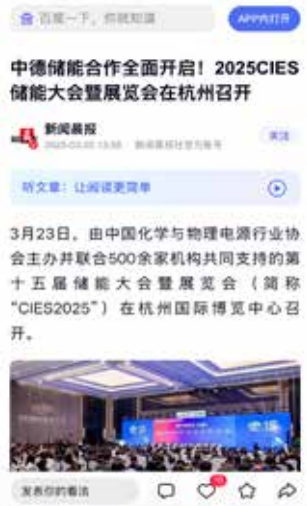 百度一下，你就知道
APP内打开
中德储能合作全面开启！2025CIES
储能大会暨展览会在杭州召开
新闻晨报
关注
听文章：让阅读更简单
3月23日，由中国化学与物理电源行业协
会主办并联合500余家机构共同支持的第
十五届储能大会暨展览会（简称
“CIES2025”）在杭州国际博览中心召
开。
发表你的看法